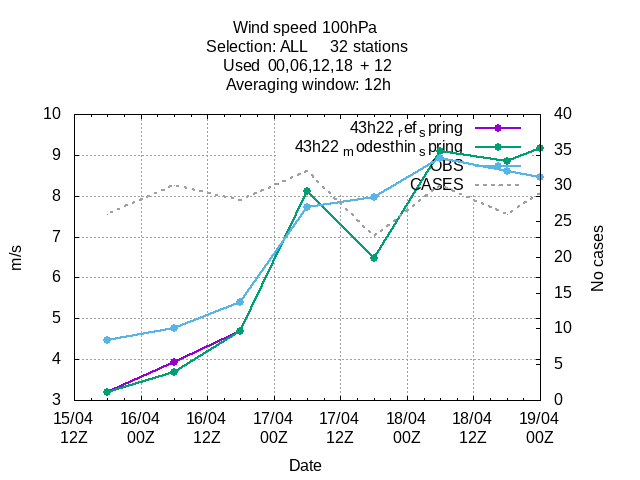 Wind speed 100hPa
Selection: ALL 32 stations
Used 00,06,12,18 + 12
Averaging window: 12h
10
9
8
7
6
5
4
3
m/s
40
35
30
25
20
15
10
5
0
No cases
43h22 ref spring
43h22 modesthin spring
OBS
CASES
15/04 16/04 16/04 17/04 17/04 18/04 18/04 19/04
12Z 00Z 12Z 00Z 12Z 00Z 12Z 00Z
Date